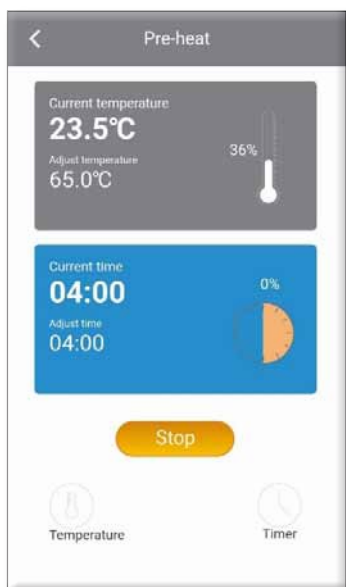 Pre-heat
Current temperature
23.5°C
Adjust temperature
65.0°C
36%
Current time
04:00
Adjust time
04:00
0%
Stop
Temperature
Timer